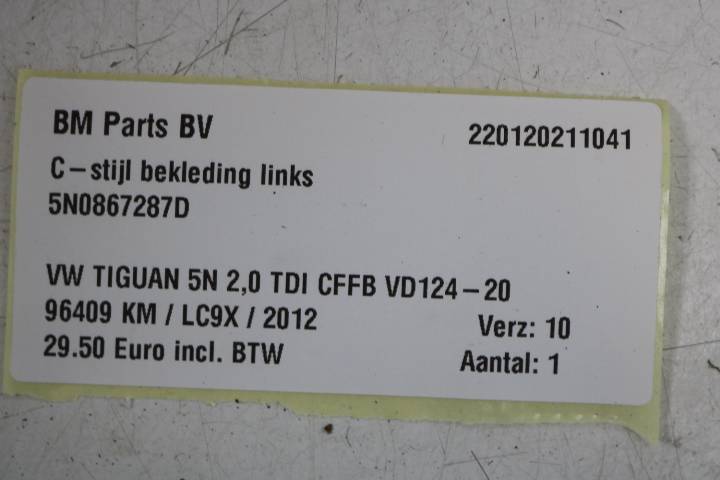 BM Parts BV 220120211041
C-stijl bekleding links
5N0867287D
VW TIGUAN 5N 2,0 TDI CFFB VD124-20
96409 KM / LC9X / 2012 Verz: 10
29.50 Euro incl. BTW Aantal: 1